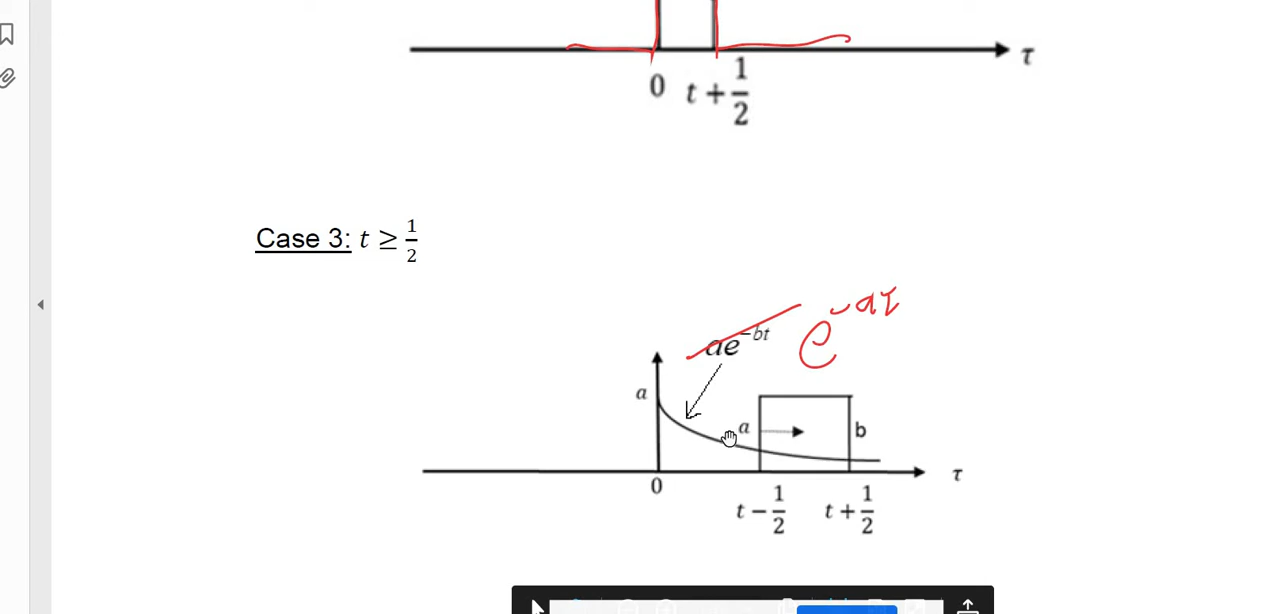 τ
0 t + 1/2
Case 3: t ≥ 1/2
ae^-bt e^-aτ
a
a b
0 τ
t - 1/2 t + 1/2